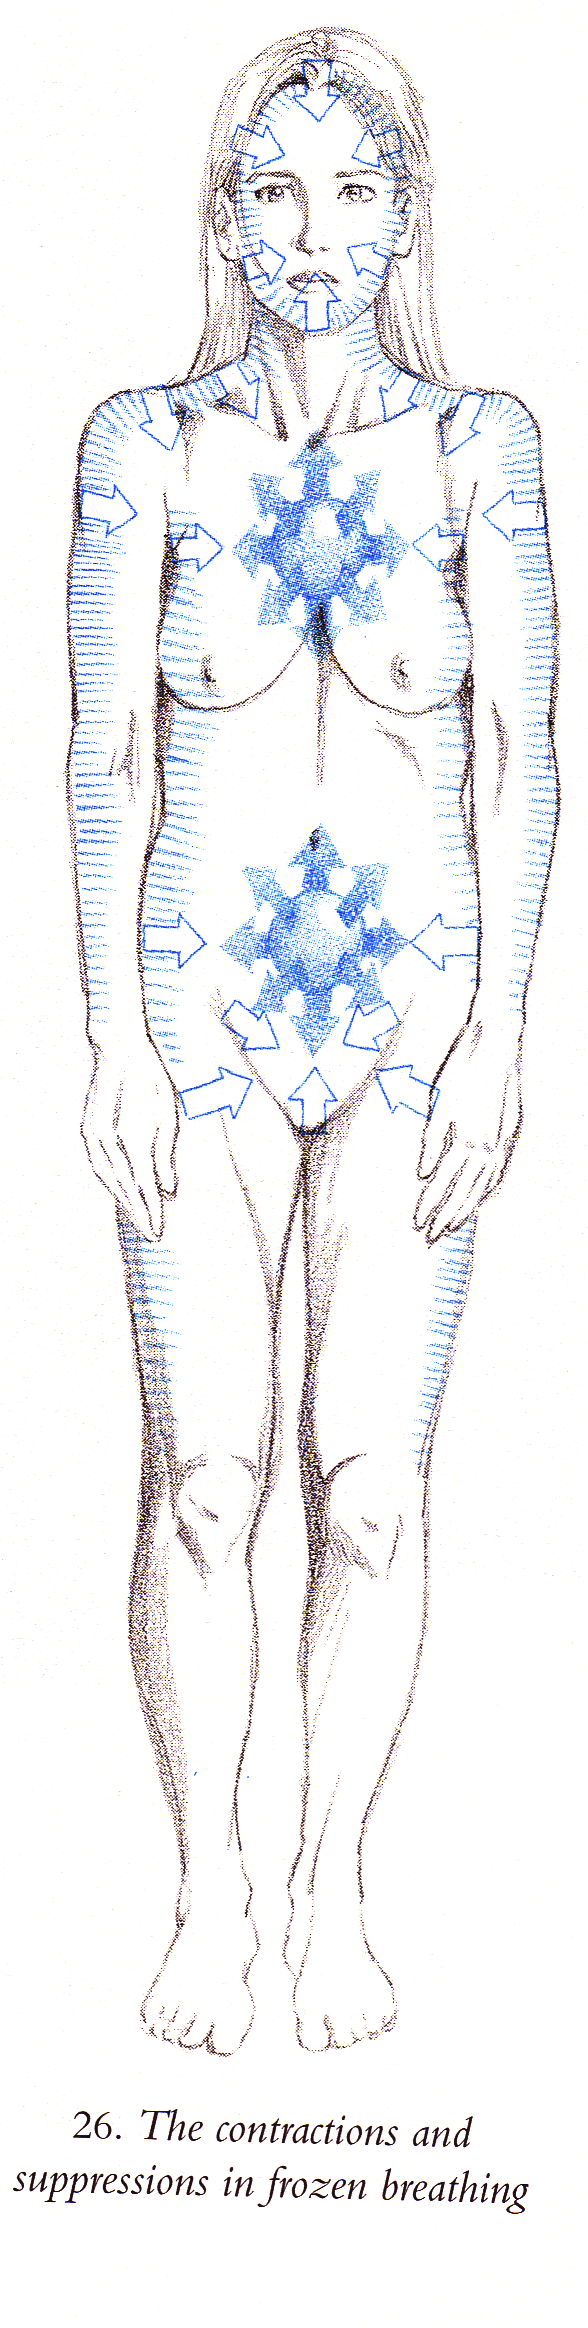 26. The contractions and
suppressions in frozen breathing